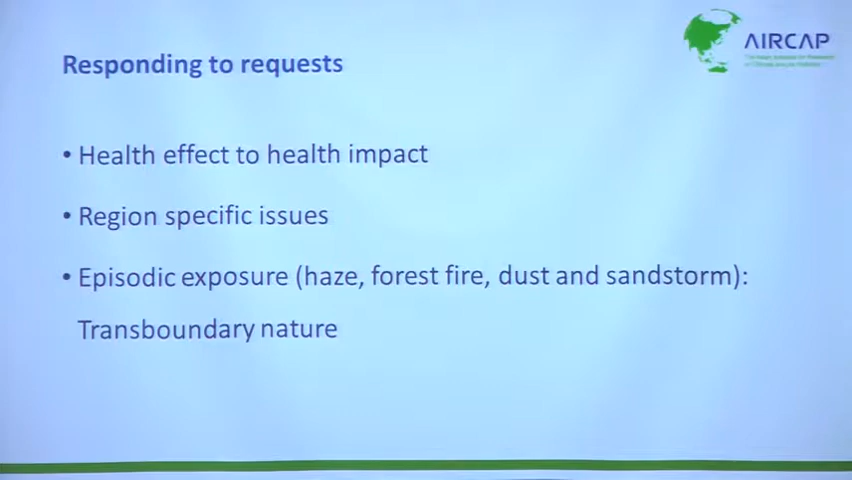 AIRCAP
Responding to requests
• Health effect to health impact
• Region specific issues
• Episodic exposure (haze, forest fire, dust and sandstorm):
Transboundary nature